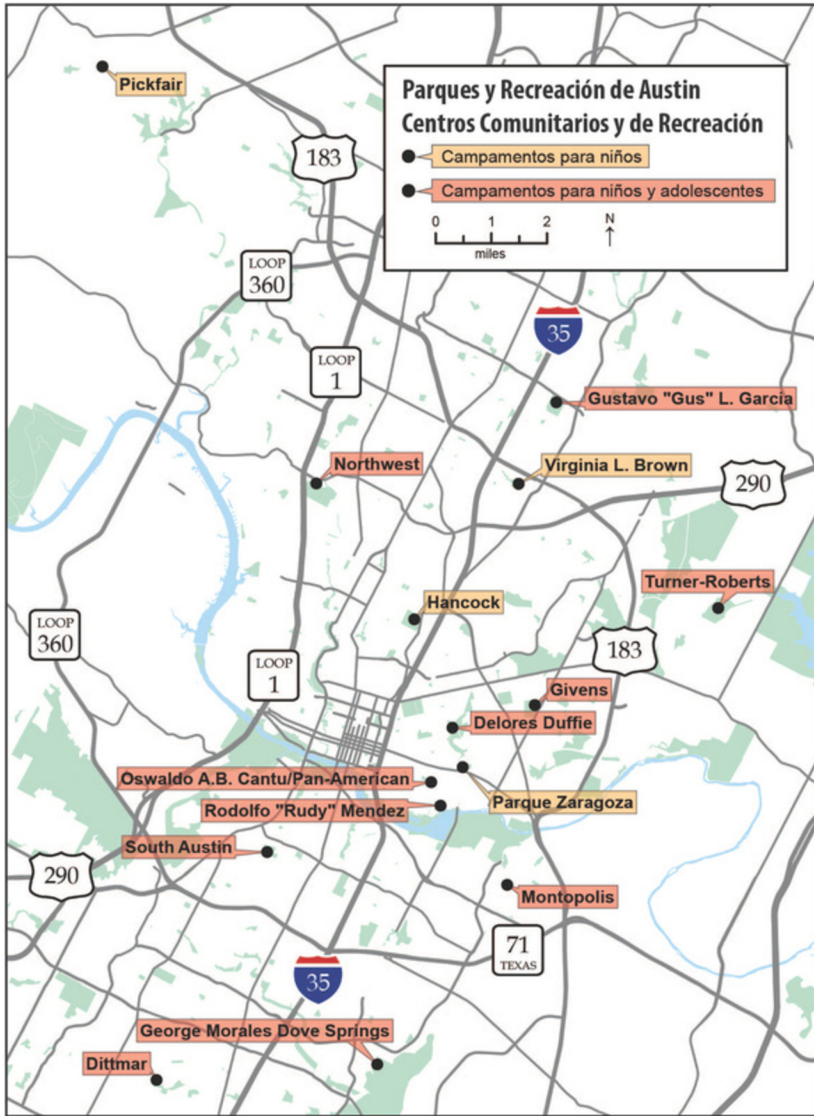 Pickfair
Parques y Recreación de Austin
Centros Comunitarios y de Recreación
Campamentos para niños
Campamentos para niños y adolescentes
0 1 2
miles
N
183
LOOP
360
35
LOOP
1
Gustavo "Gus" L. García
Northwest
Virginia L. Brown
290
Turner-Roberts
Hancock
LOOP
360
183
LOOP
1
Givens
Delores Duffie
Oswaldo A.B. Cantu/Pan-American
Parque Zaragoza
Rodolfo "Rudy" Mendez
South Austin
290
Montopolis
71
TEXAS
35
George Morales Dove Springs
Dittmar